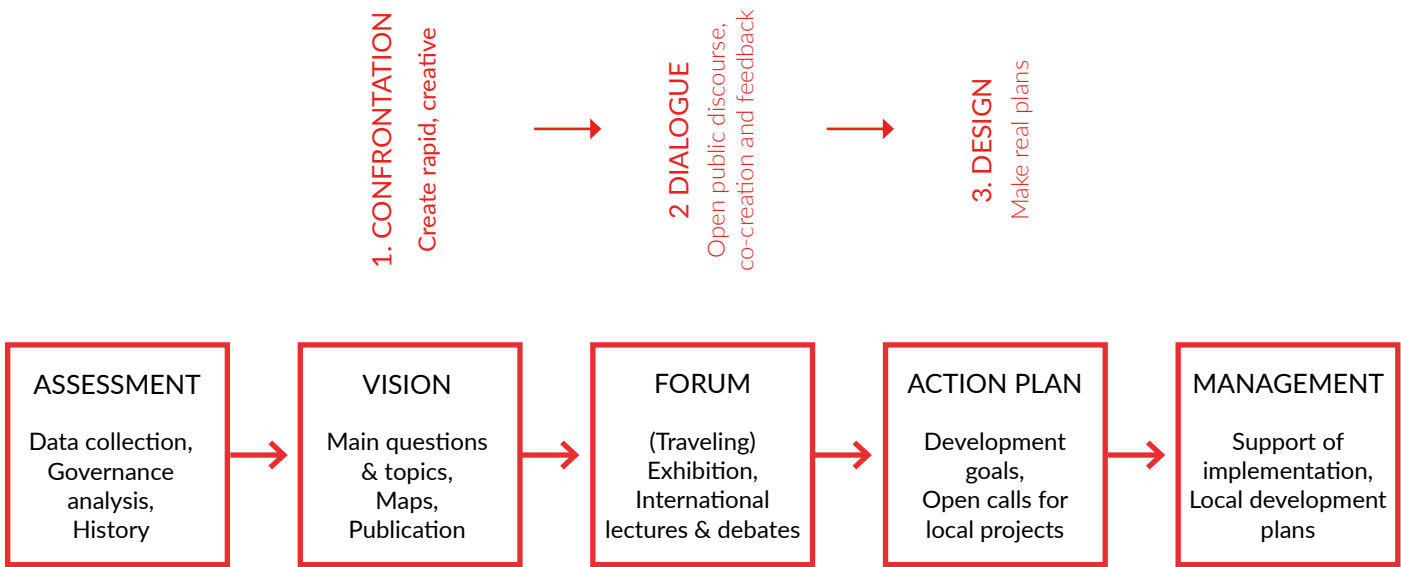 1. CONFRONTATION
Create rapid, creative
2 DIALOGUE
Open public discourse,
co-creation and feedback
3. DESIGN
Make real plans
ASSESSMENT
Data collection,
Governance
analysis,
History
VISION
Main questions
& topics,
Maps,
Publication
FORUM
(Traveling)
Exhibition,
International
lectures & debates
ACTION PLAN
Development
goals,
Open calls for
local projects
MANAGEMENT
Support of
implementation,
Local development
plans